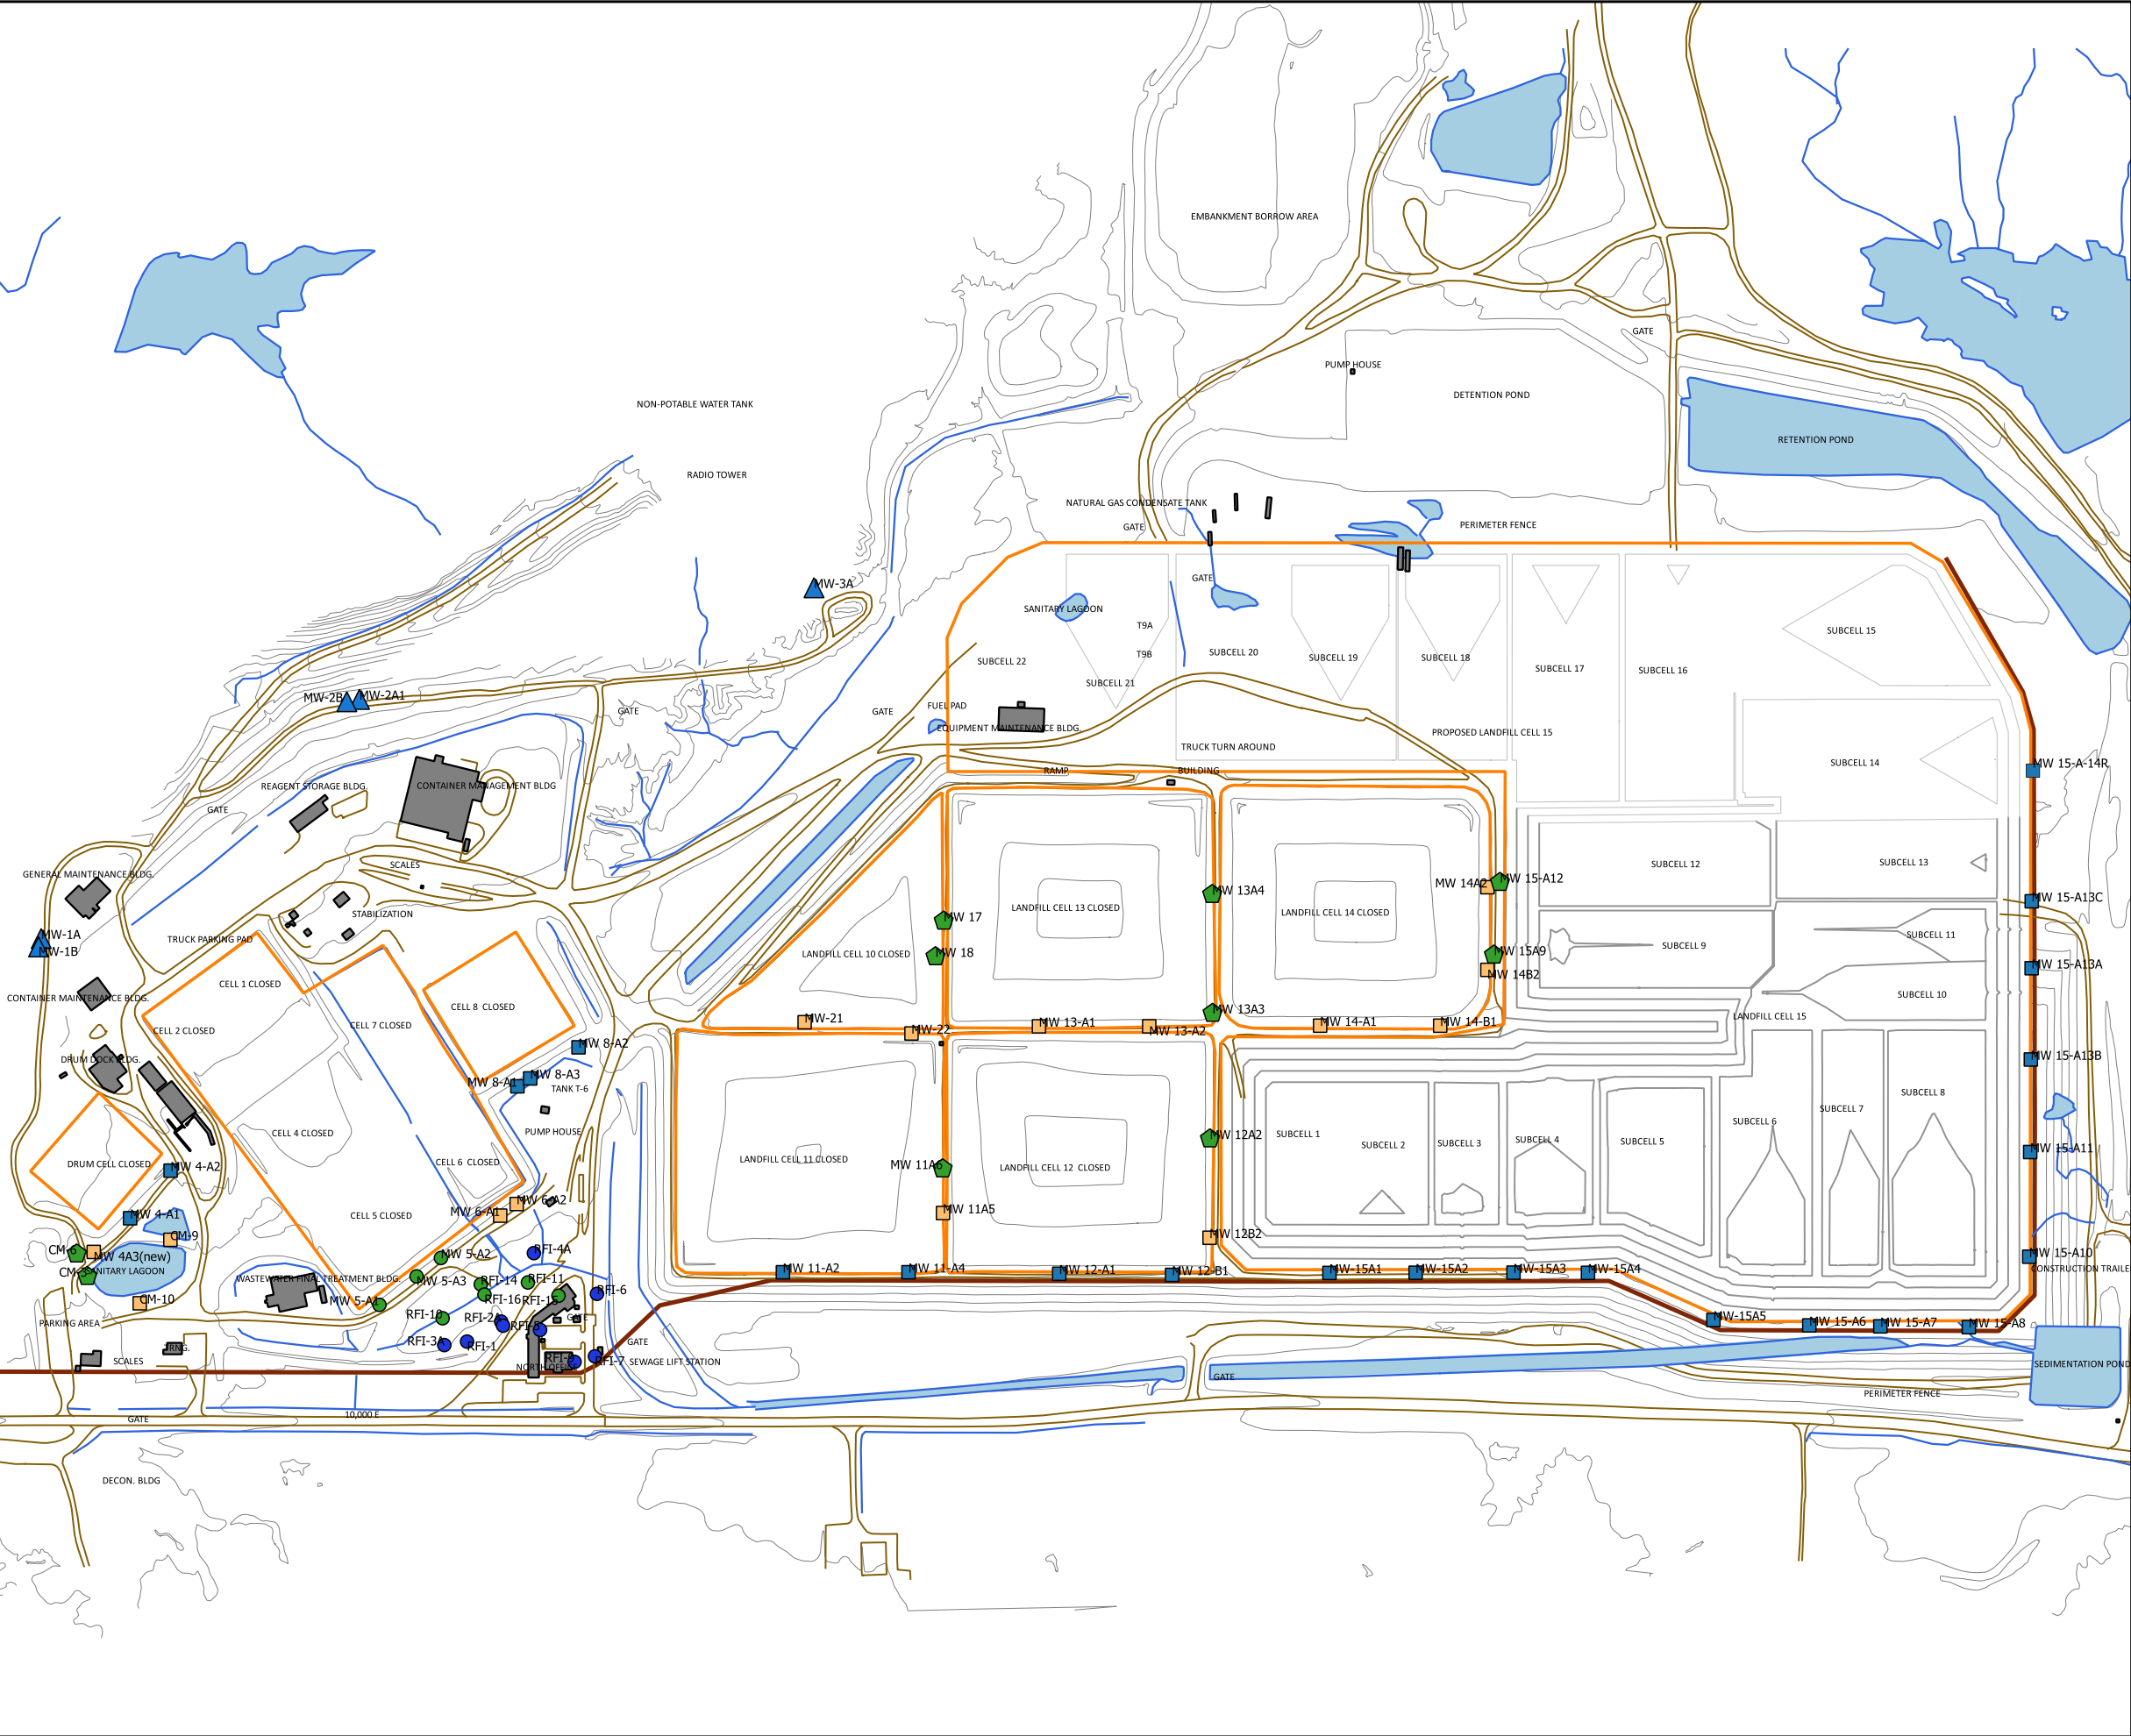 EMBANKMENT BORROW AREA
GATE
PUMP HOUSE
DETENTION POND
NON-POTABLE WATER TANK
RETENTION POND
RADIO TOWER
NATURAL GAS CONDENSATE TANK
GATE
PERIMETER FENCE
GATE
MW-3A
SANITARY LAGOON
T9A
SUBCELL 15
T9B
SUBCELL 20
SUBCELL 19
SUBCELL 18
SUBCELL 22
SUBCELL 17
SUBCELL 16
SUBCELL 21
MW-2B
MW-2A1
GATE
GATE
FUEL PAD
EQUIPMENT MAINTENANCE BLDG.
PROPOSED LANDFILL CELL 15
TRUCK TURN AROUND
SUBCELL 14
MW 15-A-14R
RAMP
BUILDING
REAGENT STORAGE BLDG.
CONTAINER MANAGEMENT BLDG
GATE
SCALES
SUBCELL 12
SUBCELL 13
GENERAL MAINTENANCE BLDG.
MW 14A2
MW 15-A12
MW 13A4
MW 15-A13C
LANDFILL CELL 13 CLOSED
LANDFILL CELL 14 CLOSED
STABILIZATION
MW 17
MW-1A
TRUCK PARKING PAD
SUBCELL 11
SUBCELL 9
MW-1B
MW 18
LANDFILL CELL 10 CLOSED
MW 15A9
MW 15-A13A
MW 14B2
CELL 1 CLOSED
CONTAINER MAINTENANCE BLDG.
SUBCELL 10
CELL 8 CLOSED
MW 13A3
LANDFILL CELL 15
MW-21
MW 13-A1
MW 14-A1
MW 14-B1
CELL 2 CLOSED
CELL 7 CLOSED
MW-22
MW 13-A2
MW 8-A2
DRUM DOCK BLDG.
MW 15-A13B
MW 8-A3
MW 8-A1
TANK T-6
SUBCELL 8
SUBCELL 7
SUBCELL 6
PUMP HOUSE
CELL 4 CLOSED
SUBCELL 1
MW 12A2
SUBCELL 2
SUBCELL 3
SUBCELL 4
SUBCELL 5
MW 15-A11
DRUM CELL CLOSED
MW 4-A2
CELL 6 CLOSED
LANDFILL CELL 11 CLOSED
MW 11A6
LANDFILL CELL 12 CLOSED
MW 6-A2
MW 6-A1
MW 11A5
MW 4-A1
CELL 5 CLOSED
CM-9
MW 12B2
CM-6
MW 4A3(new)
MW 5-A2
RFI-4A
MW 15-A10
CM-
SANITARY LAGOON
WASTEWATER FINAL TREATMENT BLDG.
MW 5-A3
RFI-14
RFI-11
MW 11-A2
MW 11-A4
MW 12-A1
MW 12-B1
MW-15A1
MW-15A2
MW-15A3
MW-15A4
CONSTRUCTION TRAILE
CM-10
MW 5-A1
RFI-16
RFI-15
RFI-6
RFI-10
RFI-2A
RFI-5
GATE
PARKING AREA
MW-15A5
MW 15-A6
MW 15-A7
MW 15-A8
RFI-3A
RFI-1
GATE
TRNG.
SCALES
NORTH OFFICE
RFI-7
SEWAGE LIFT STATION
SEDIMENTATION POND
GATE
PERIMETER FENCE
10,000 E
GATE
DECON. BLDG